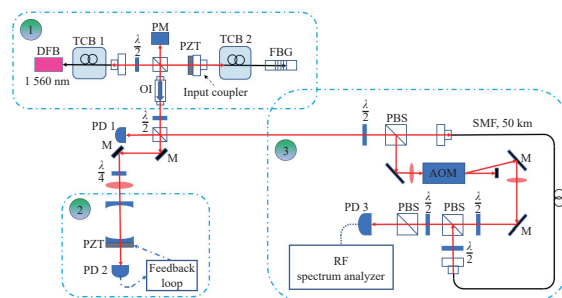 1
PM
DFB
TCB 1
λ/2
PZT
TCB 2
FBG
1 560 nm
OI
Input coupler
PD 1
λ/2
M
M
λ/4
2
PZT
PD 2
Feedback
loop
3
λ/2
PBS
SMF, 50 km
AOM
M
PD 3
PBS
λ/2
PBS
λ/2
M
λ/2
RF
spectrum analyzer